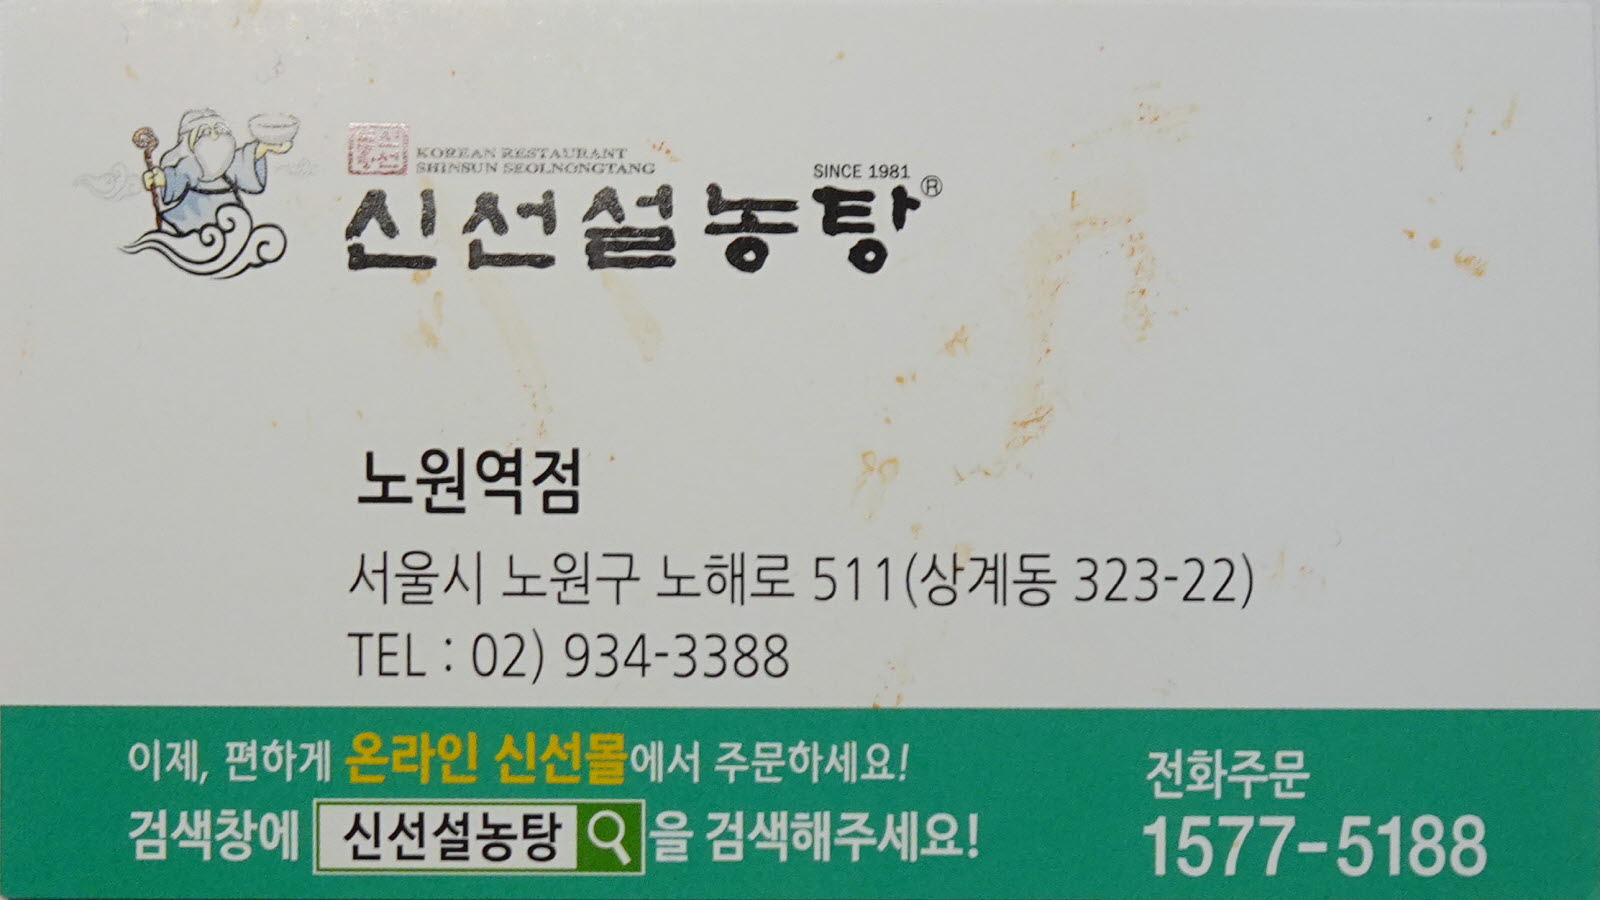 KOREAN RESTAURANT
SHINSUN SEOLNONGTANG
SINCE 1981
신선설농탕®
노원역점
서울시 노원구 노해로 511(상계동 323-22)
TEL : 02) 934-3388
이제, 편하게 온라인 신선몰에서 주문하세요!
검색창에 신선설농탕 을 검색해주세요!
전화주문
1577-5188